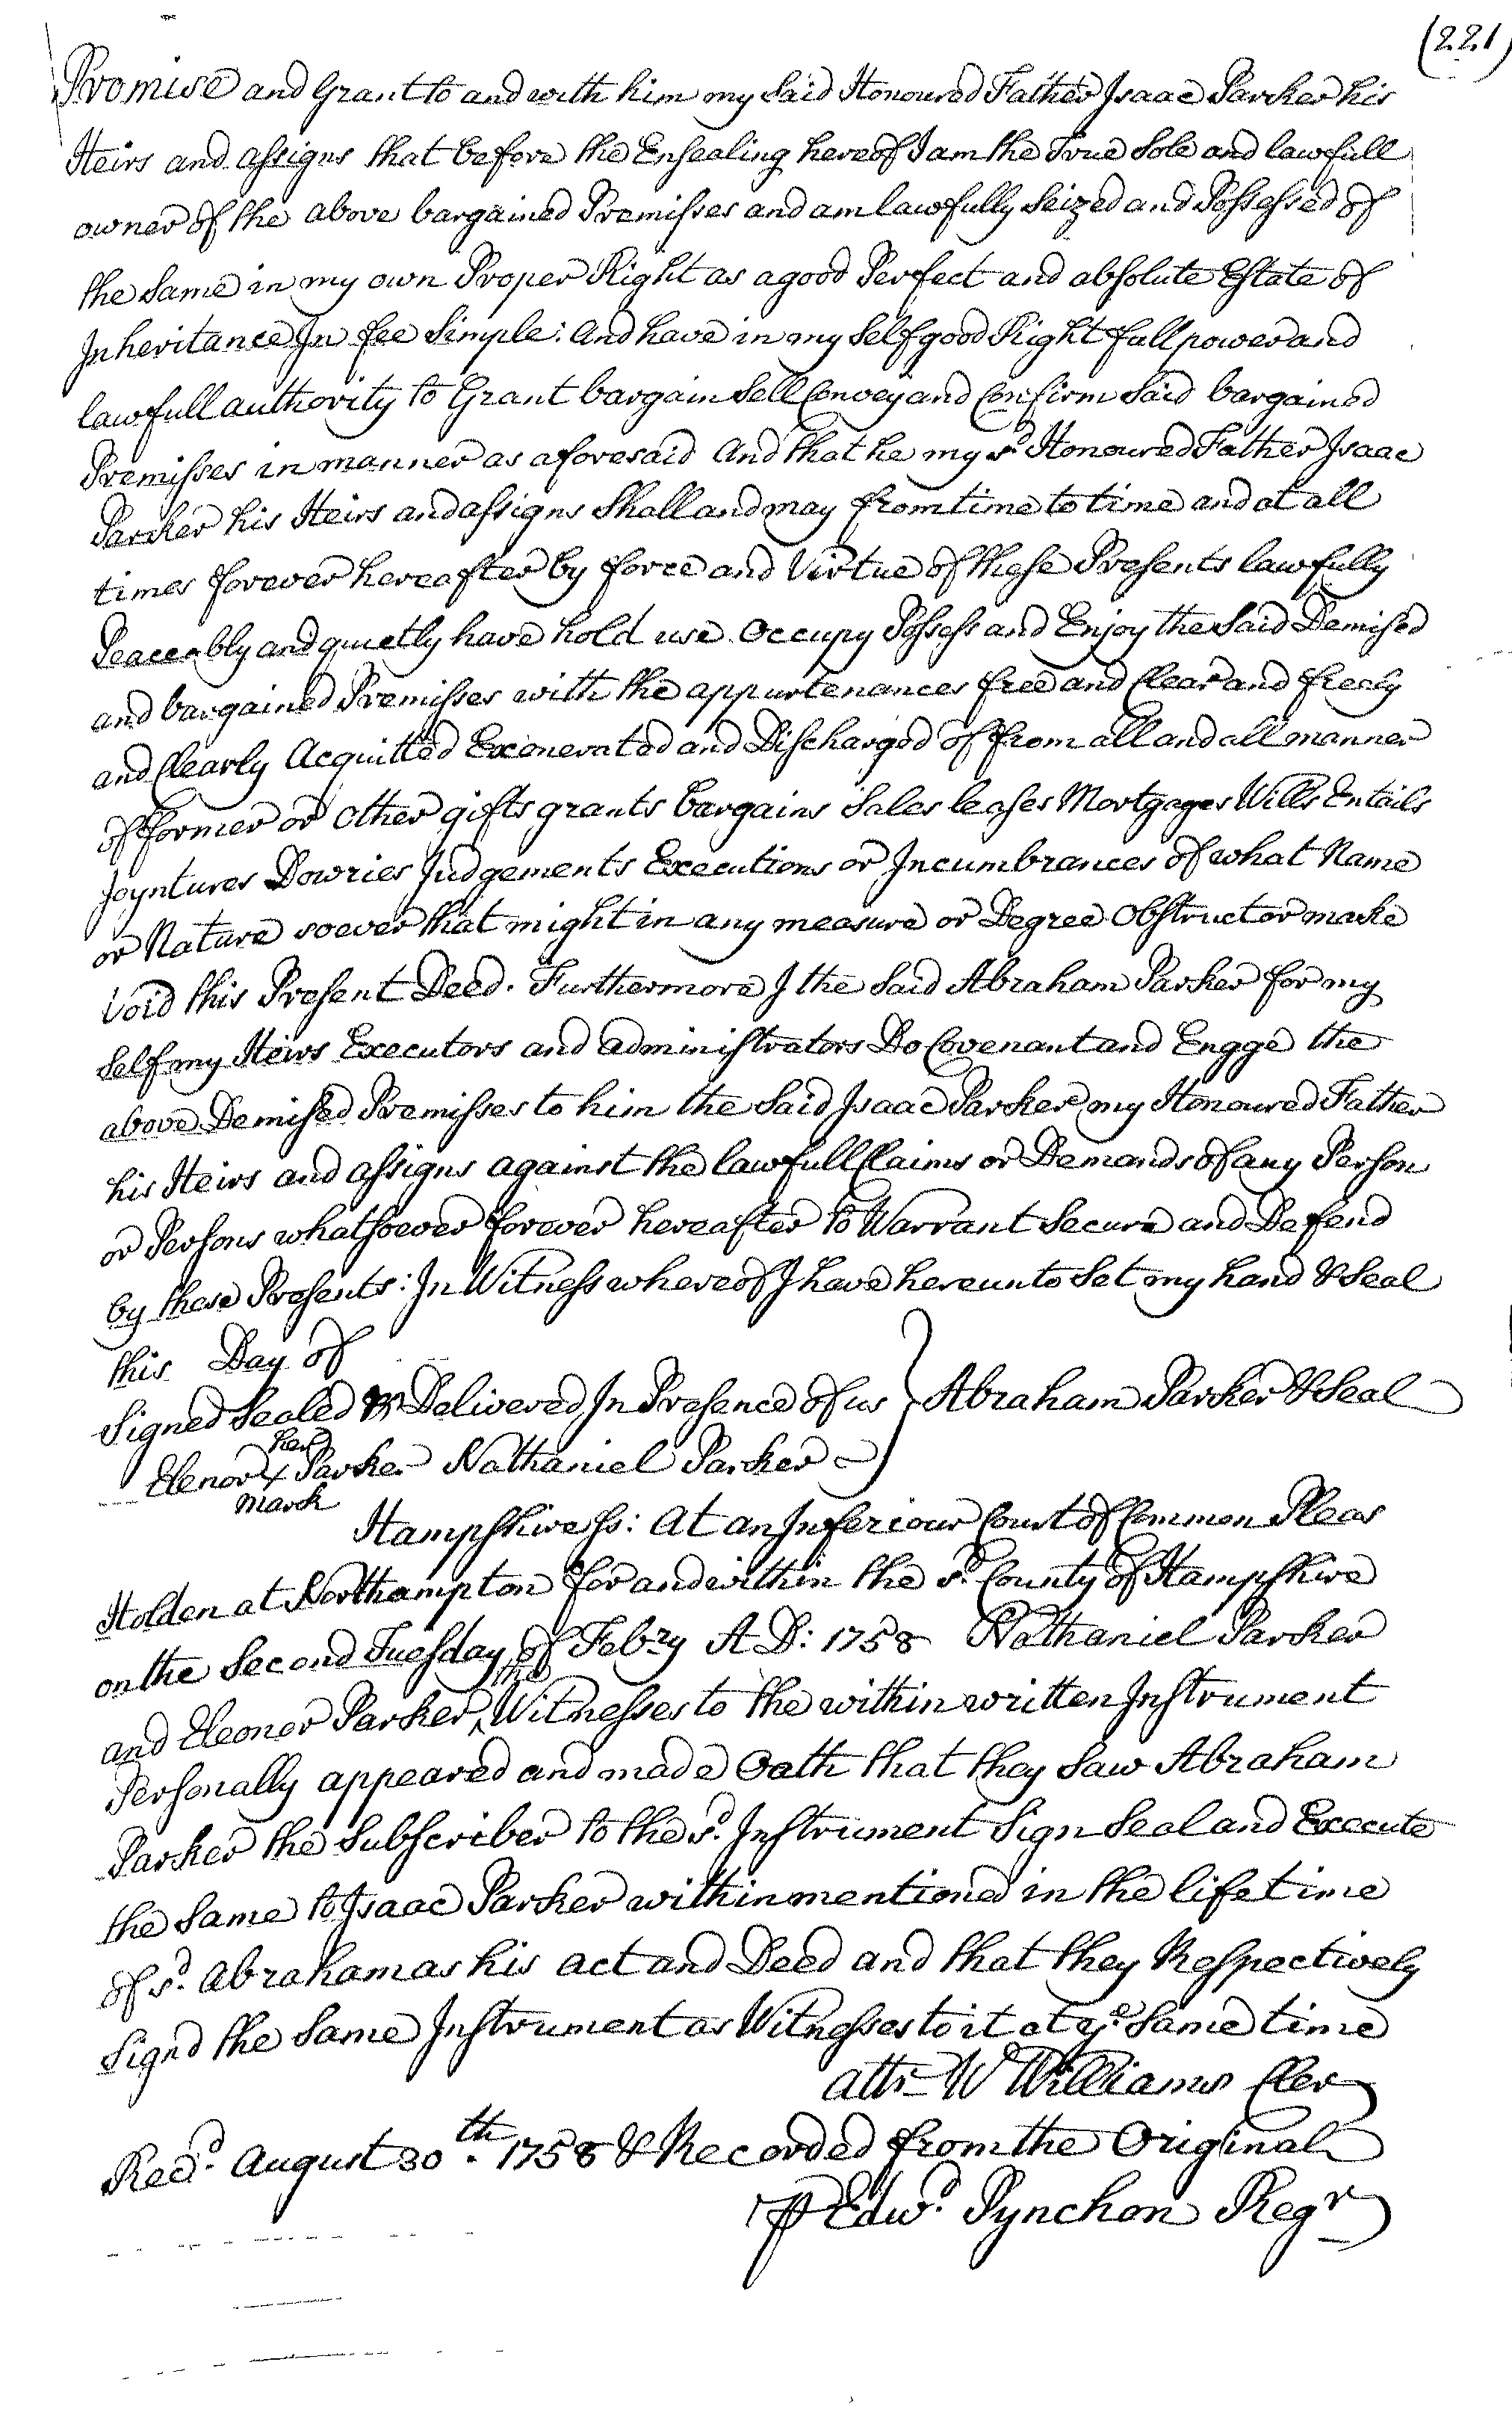 (221)
Promise and Grant to and with him my Said Honoured Father Isaac Parker his
Heirs and assigns that before the Ensealing hereof I am the True Sole and lawfull
owner of the above bargained Premisses and am lawfully Seized and Possessed of
the Same in my own Proper Right as a good Perfect and absolute Estate of
Inheritance In fee Simple: And have in my Self good Right full power and
lawfull authority to Grant bargain Sell Convey and Confirm Said bargained
Premisses in manner as aforesaid And that he my sd. Honoured Father Isaac
Parker his Heirs and assigns Shall and may from time to time and at all
times forever hereafter by force and Virtue of these Presents lawfully
Peaceably and quietly have hold use Occupy Possess and Enjoy the Said Demised
and bargained Premisses with the appurtenances free and Clear and freely
and Clearly Acquitted Exonerated and Discharged of from all and all manner
of former or other gifts grants bargains Sales leases Mortgages Wills Entails
Joyntures Dowries Judgements Executions or Incumbrances of what Name
or Nature soever that might in any measure or Degree Obstruct or make
Void this Present Deed. Furthermore I the Said Abraham Parker for my
Self my Heirs Executors and administrators Do Covenant and Engge the
above Demised Premisses to him the Said Isaac Parker my Honoured Father
his Heirs and assigns against the lawfull Claims or Demands of any Person
or Persons whatsoever forever hereafter to Warrant Secure and Defend
by these Presents: In Witness whereof I have hereunto Set my hand & Seal
this Day of
Signed Sealed & Delivered In Presence of us } Abraham Parker & Seal
her
Elenor + Parker Nathaniel Parker
mark
Hampshire ss: At an Inferiour Court of Common Pleas
Holden at Northampton for and within the sd. County of Hampshire
on the Second Tuesday of Febry A D: 1758 Nathaniel Parker
and Eleoner Parker ^the Witnesses to the within written Instrument
Personally appeared and made Oath that they Saw Abraham
Parker the Subscriber to the sd. Instrument Sign Seal and Execute
the Same to Isaac Parker within mentioned in the life time
of sd. Abraham as his act and Deed and that they Respectively
Signd the Same Instrument as Witnesses to it at ye Same time
attr W Williams Cler
Recd. August 30th. 1758 & Recorded from the Original
P Edwd. Pynchon Regr